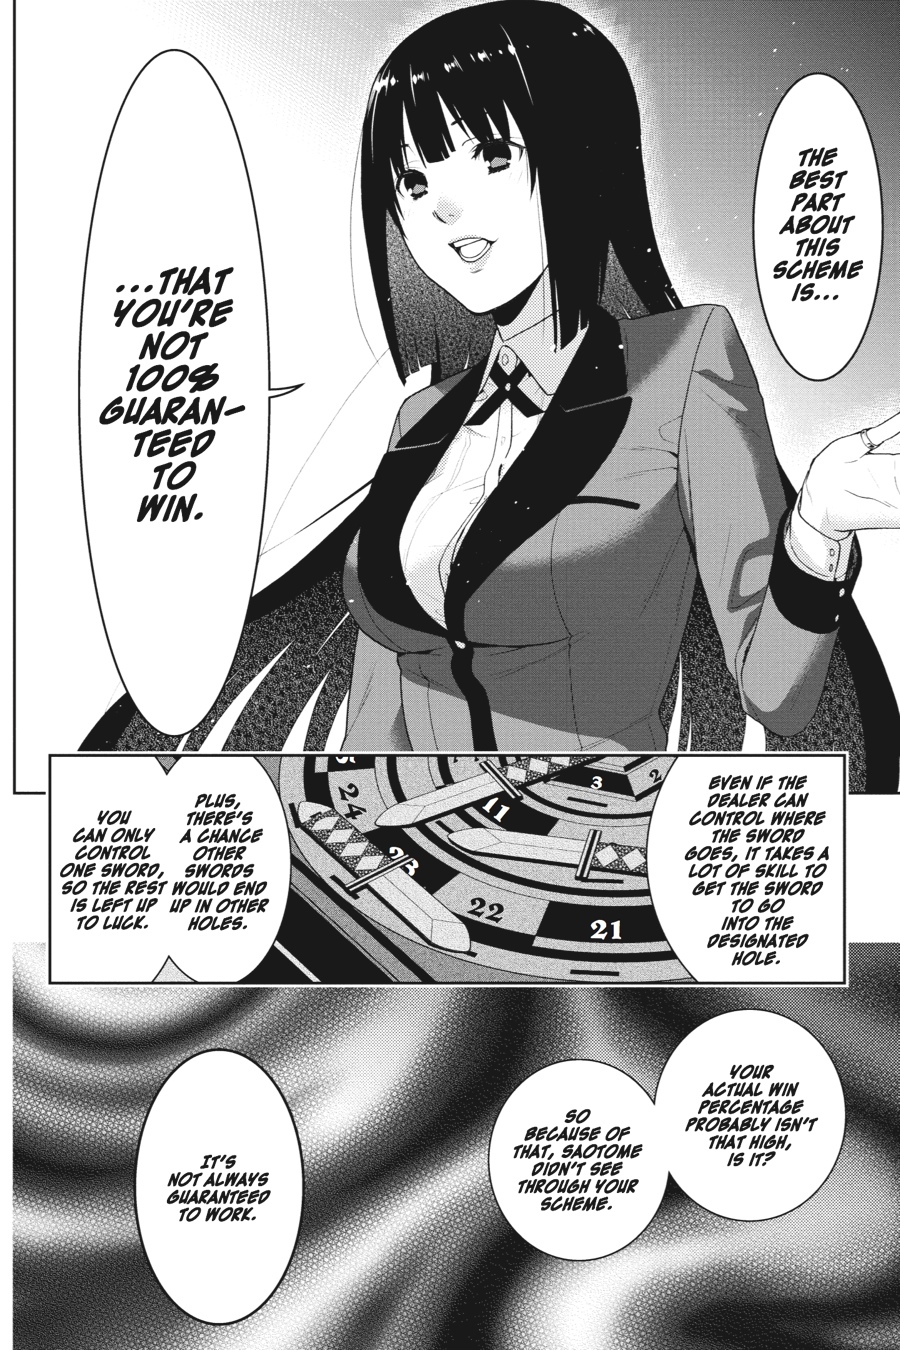 THE
BEST
PART
ABOUT
THIS
SCHEME
IS...
...THAT
YOU'RE
NOT
100%
GUARAN-
TEED
TO
WIN.
EVEN IF THE
DEALER CAN
CONTROL WHERE
THE SWORD
GOES, IT TAKES A
LOT OF SKILL TO
GET THE SWORD
TO GO
INTO THE
DESIGNATED
HOLE.
PLUS,
THERE'S
A CHANCE
OTHER
SWORDS
WOULD END
UP IN OTHER
HOLES.
YOU
CAN ONLY
CONTROL
ONE SWORD,
SO THE REST
IS LEFT UP
TO LUCK.
24
3
2
11
23
22
21
YOUR
ACTUAL WIN
PERCENTAGE
PROBABLY ISN'T
THAT HIGH,
IS IT?
SO
BECAUSE OF
THAT, SAOTOME
DIDN'T SEE
THROUGH YOUR
SCHEME.
IT'S
NOT ALWAYS
GUARANTEED
TO WORK.